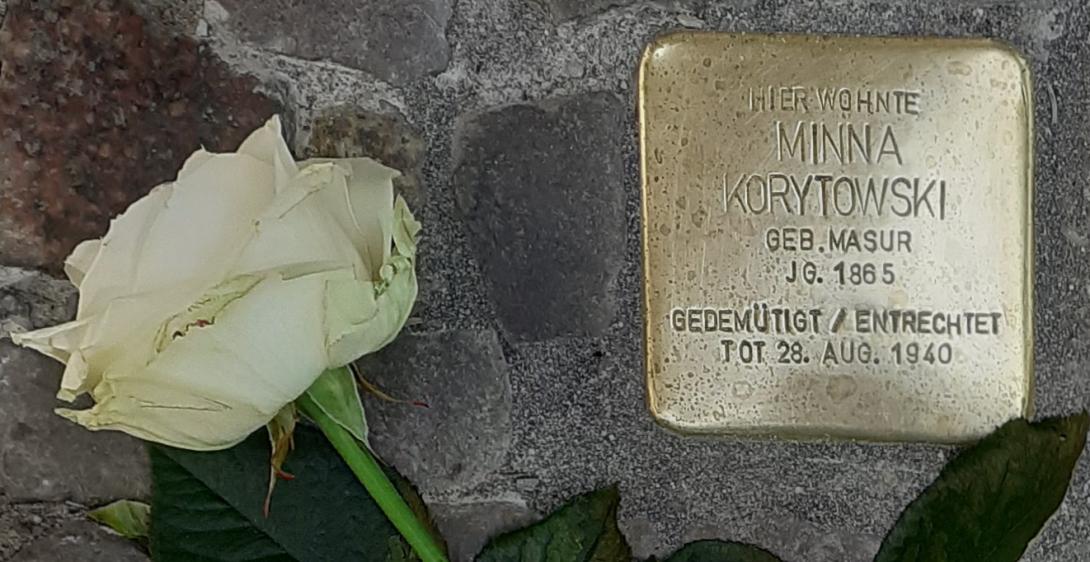 HIER WOHNTE
MINNA
KORYTOWSKI
GEB. MASUR
JG. 1865
GEDEMÜTIGT / ENTRECHTET
TOT 28. AUG. 1940